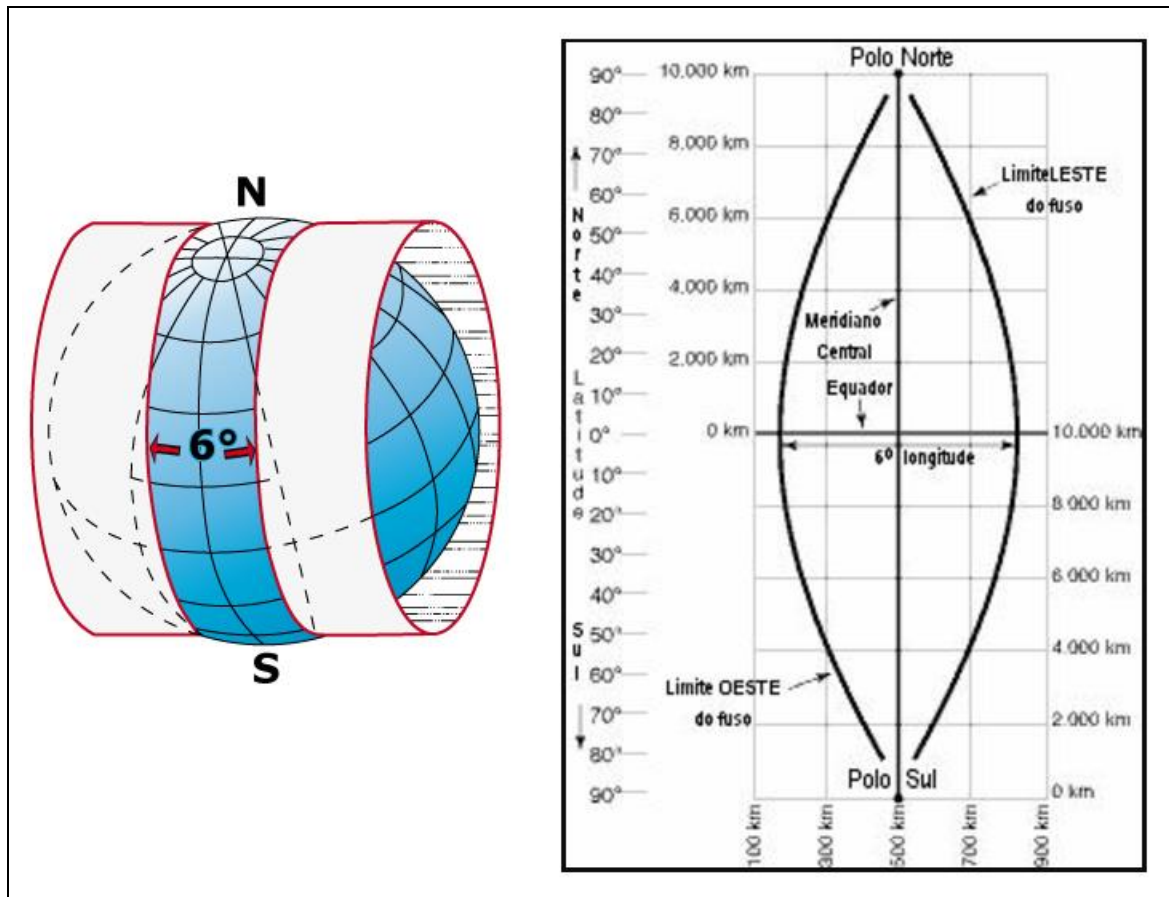 N
6°
S
Polo Norte
90°
80°
70°
60°
50°
40°
30°
20°
10°
0°
10°
20°
30°
40°
50°
60°
70°
80°
90°
Norte
Latitude
Sul
10.000 km
8.000 km
6.000 km
4.000 km
2.000 km
0 km
LimiteLESTE
do fuso
Meridiano
Central
Equador
6º longitude
10.000 km
8.000 km
6.000 km
4.000 km
2.000 km
0 km
Limite OESTE
do fuso
Polo Sul
100 km
300 km
500 km
700 km
900 km